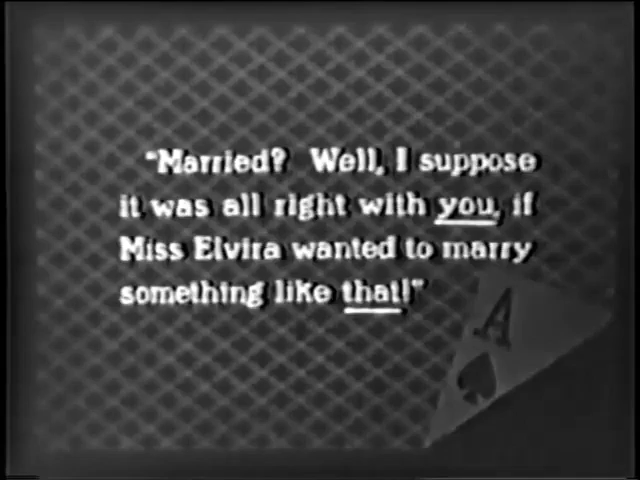 "Married? Well, I suppose
it was all right with you, if
Miss Elvira wanted to marry
something like that!"
A